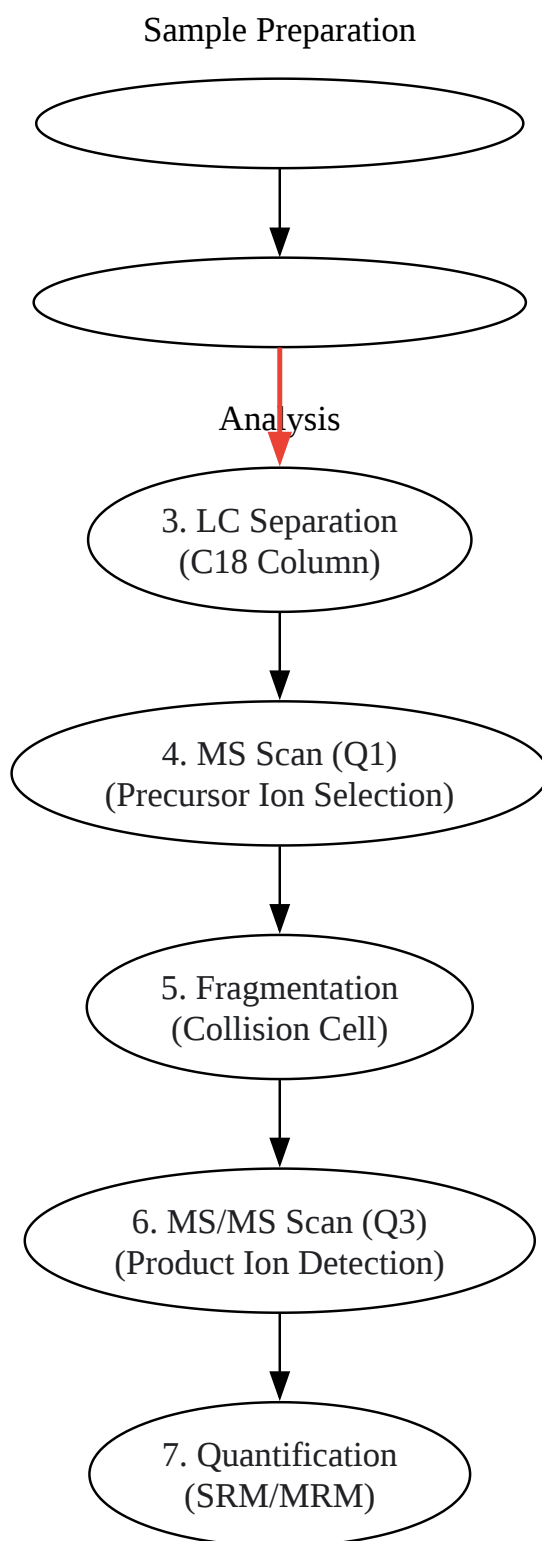 Sample Preparation
Analysis
3. LC Separation
(C18 Column)
4. MS Scan (Q1)
(Precursor Ion Selection)
5. Fragmentation
(Collision Cell)
6. MS/MS Scan (Q3)
(Product Ion Detection)
7. Quantification
(SRM/MRM)